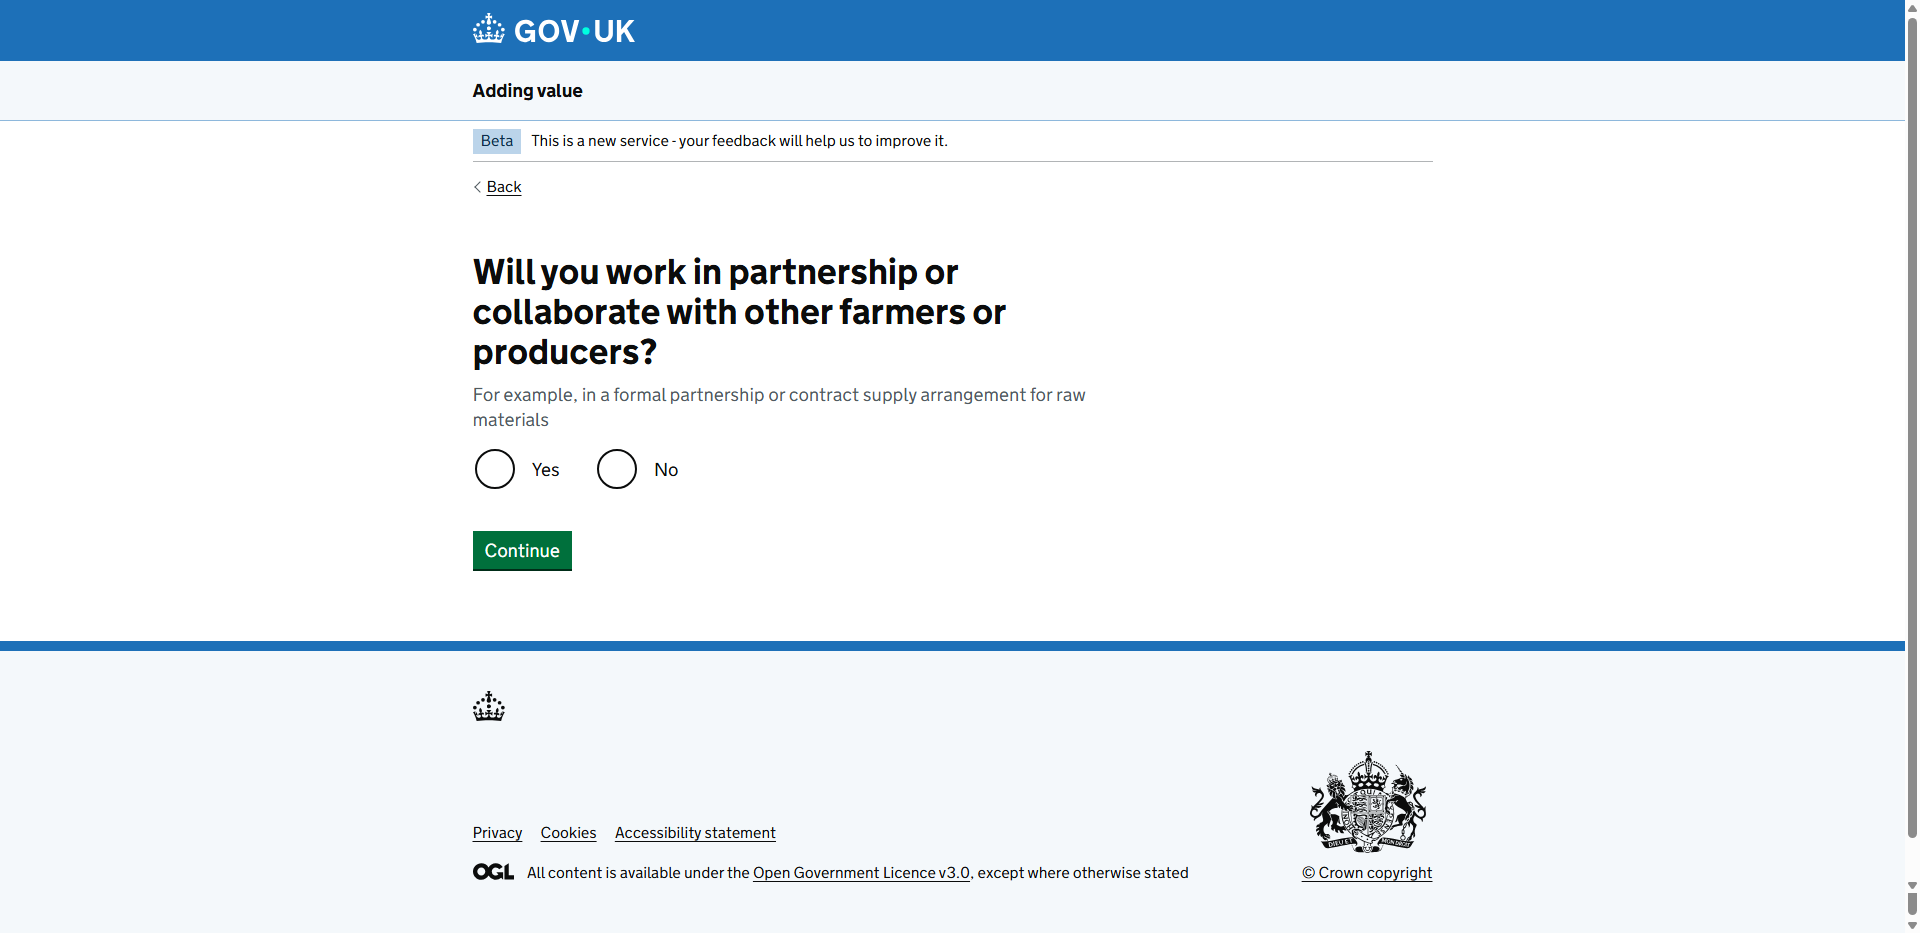 GOV·UK
Adding value
Beta This is a new service - your feedback will help us to improve it.
Back
Will you work in partnership or
collaborate with other farmers or
producers?
For example, in a formal partnership or contract supply arrangement for raw
materials
Yes No
Continue
Privacy Cookies Accessibility statement
OGL All content is available under the Open Government Licence v3.0, except where otherwise stated
© Crown copyright